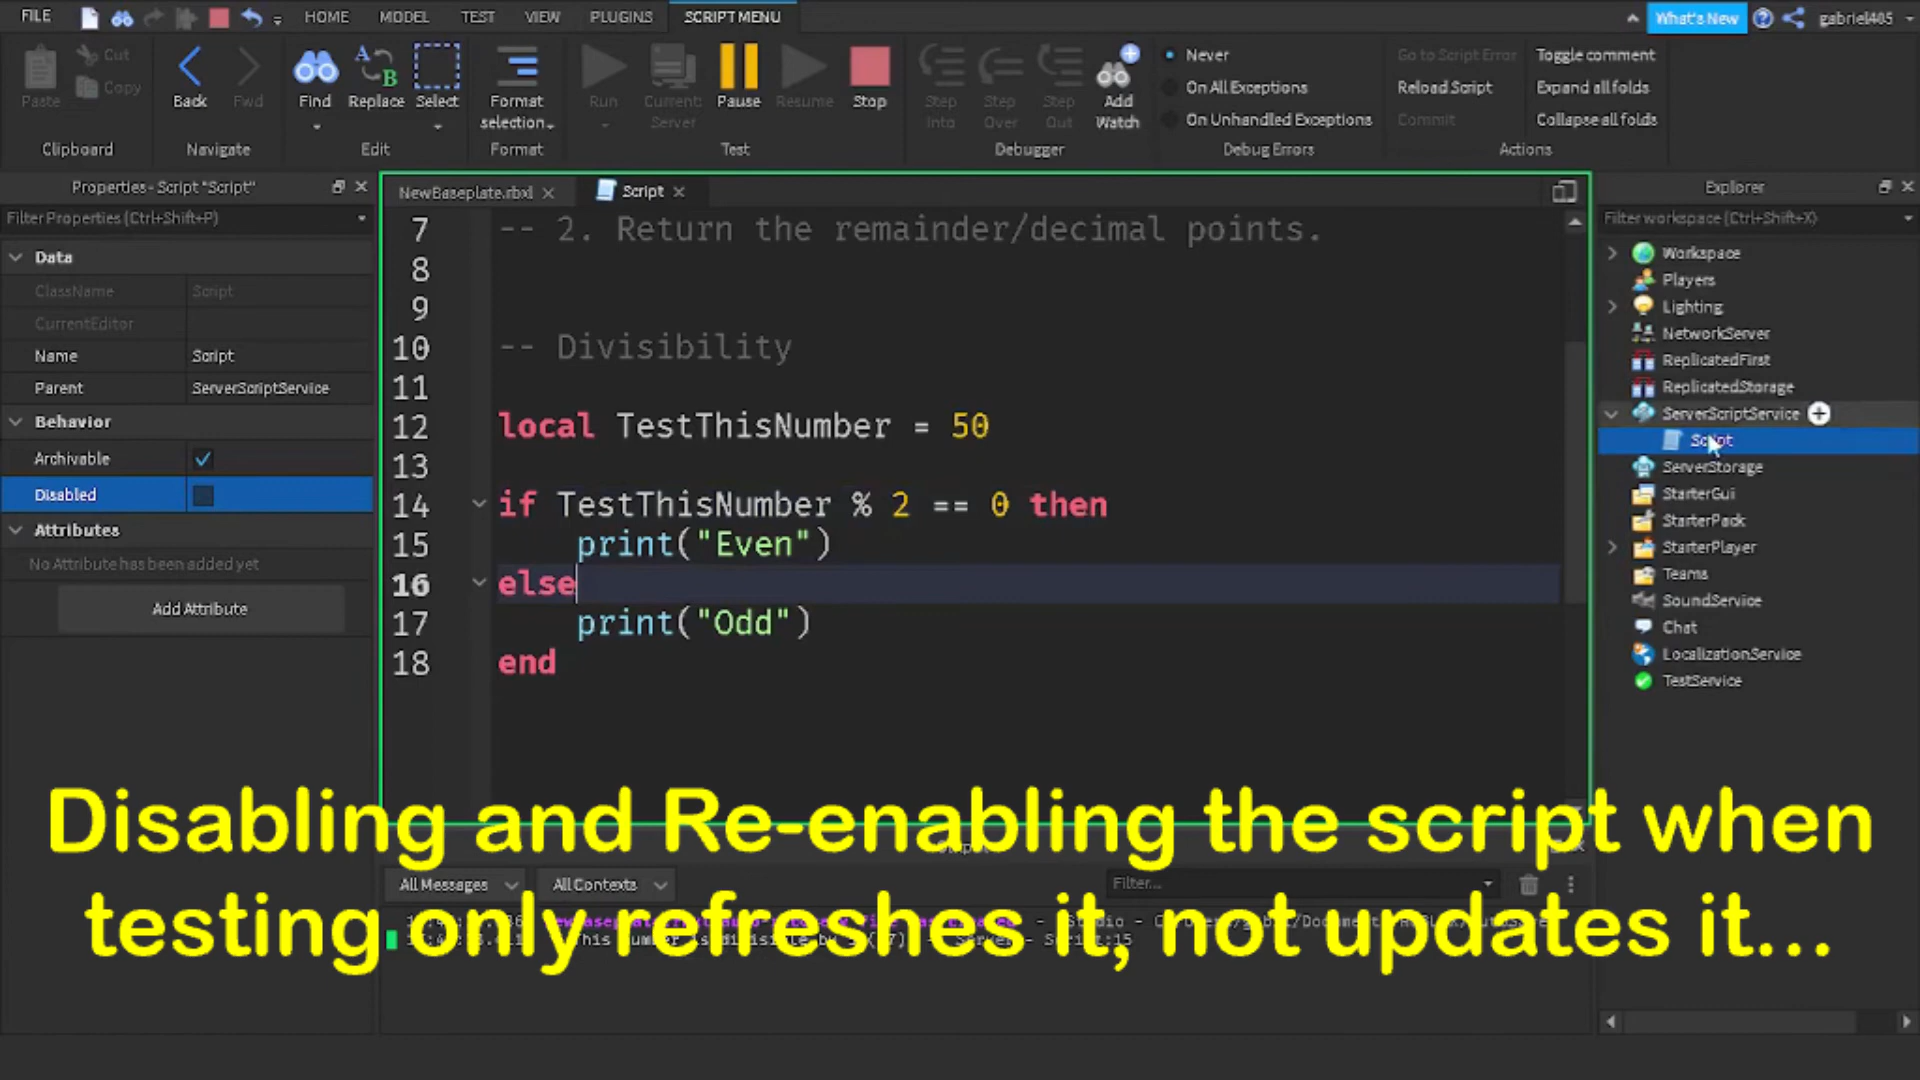 FILE HOME MODEL TEST VIEW PLUGINS SCRIPT MENU What's New gabriel405
Paste Cut Copy
Clipboard
Back Fwd
Navigate
Find Replace Select
Edit
Format selection
Format
Run Current: Server Pause Resume Stop
Test
Step Into Step Over Step Out Add Watch
Debugger
Never
On All Exceptions
On Unhandled Exceptions
Debug Errors
Go to Script Error Toggle comment
Reload Script Expand all folds
Commit Collapse all folds
Actions
Properties - Script "Script"
Filter Properties (Ctrl+Shift+P)
Data
ClassName Script
CurrentEditor
Name Script
Parent ServerScriptService
Behavior
Archivable
Disabled
Attributes
No Attribute has been added yet
Add Attribute
NewBaseplate.rbxl Script
7 -- 2. Return the remainder/decimal points.
8
9
10 -- Divisibility
11
12 local TestThisNumber = 50
13
14 if TestThisNumber % 2 == 0 then
15 print("Even")
16 else
17 print("Odd")
18 end
Explorer
Filter workspace (Ctrl+Shift+X)
Workspace
Players
Lighting
NetworkServer
ReplicatedFirst
ReplicatedStorage
ServerScriptService
Script
ServerStorage
StarterGui
StarterPack
StarterPlayer
Teams
SoundService
Chat
LocalizationService
TestService
Disabling and Re-enabling the script when
testing only refreshes it, not updates it...
All Messages All Contexts Filter...